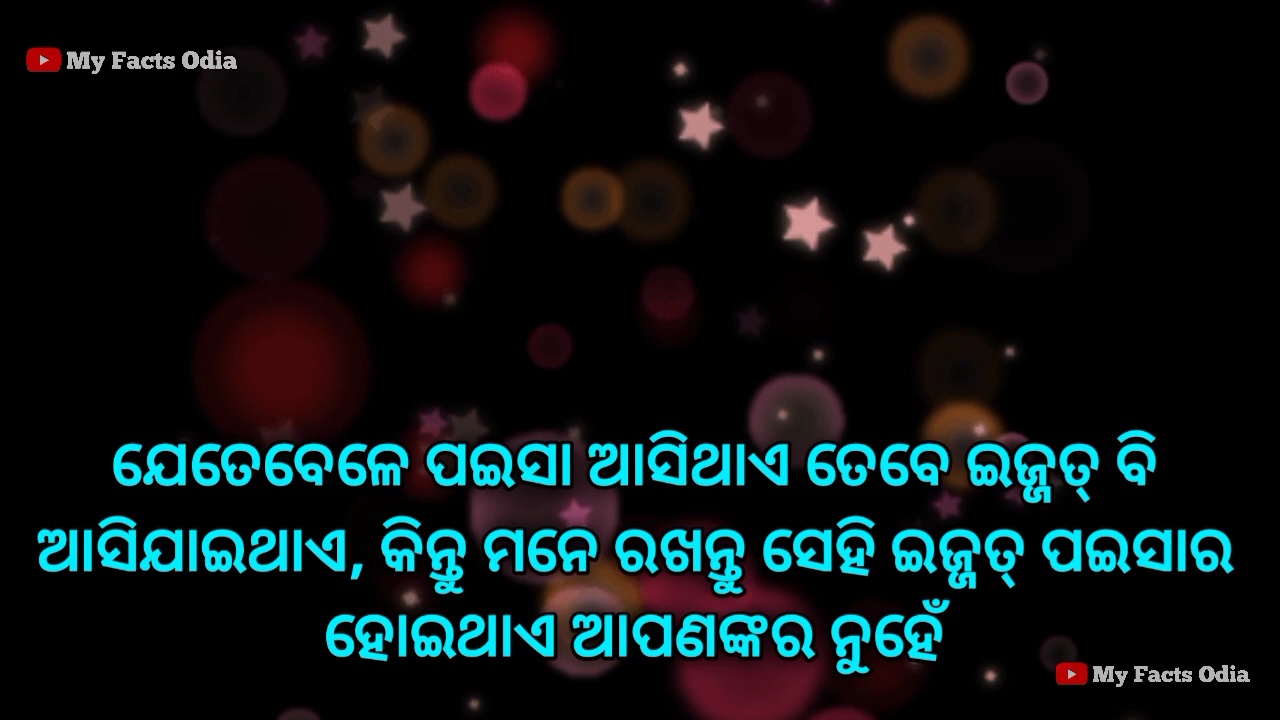 My Facts Odia
ଯେତେବେଳେ ପଇସା ଆସିଥାଏ ତେବେ ଇଜ୍ଜତ୍ ବି
ଆସିଯାଇଥାଏ, କିନ୍ତୁ ମନେ ରଖନ୍ତୁ ସେହି ଇଜ୍ଜତ୍ ପଇସାର
ହୋଇଥାଏ ଆପଣଙ୍କର ନୁହେଁ
My Facts Odia